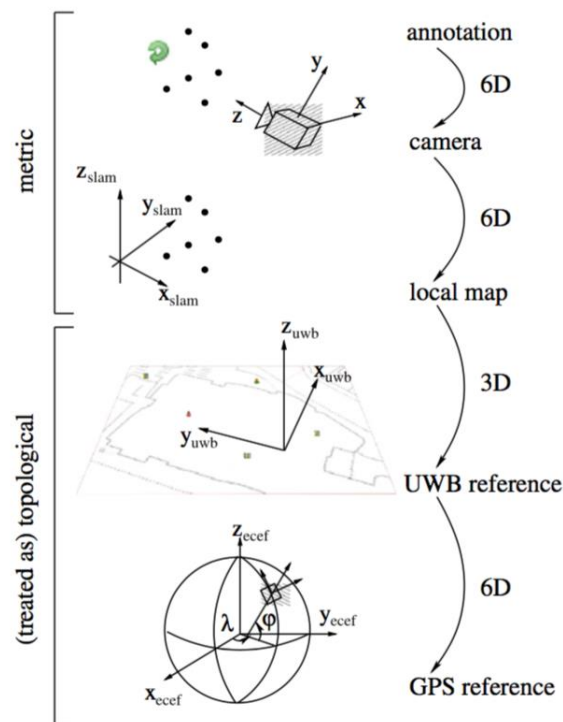 annotation
6D
y
x
z
camera
metric
z_slam
y_slam
6D
x_slam
local map
z_uwb
x_uwb
3D
y_uwb
UWB reference
(treated as) topological
z_ecef
λ
φ
y_ecef
6D
x_ecef
GPS reference